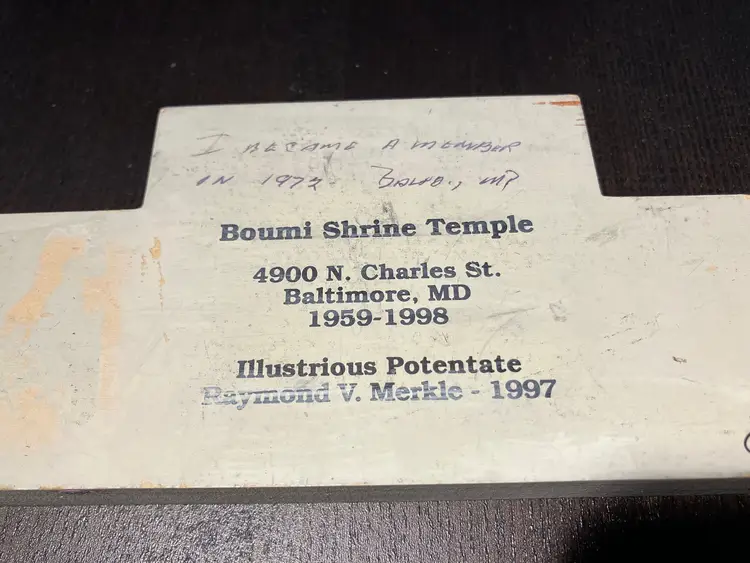 I BECAME A MEMBER
IN 1972 BALTO., MD
Boumi Shrine Temple
4900 N. Charles St.
Baltimore, MD
1959-1998
Illustrious Potentate
Raymond V. Merkle - 1997